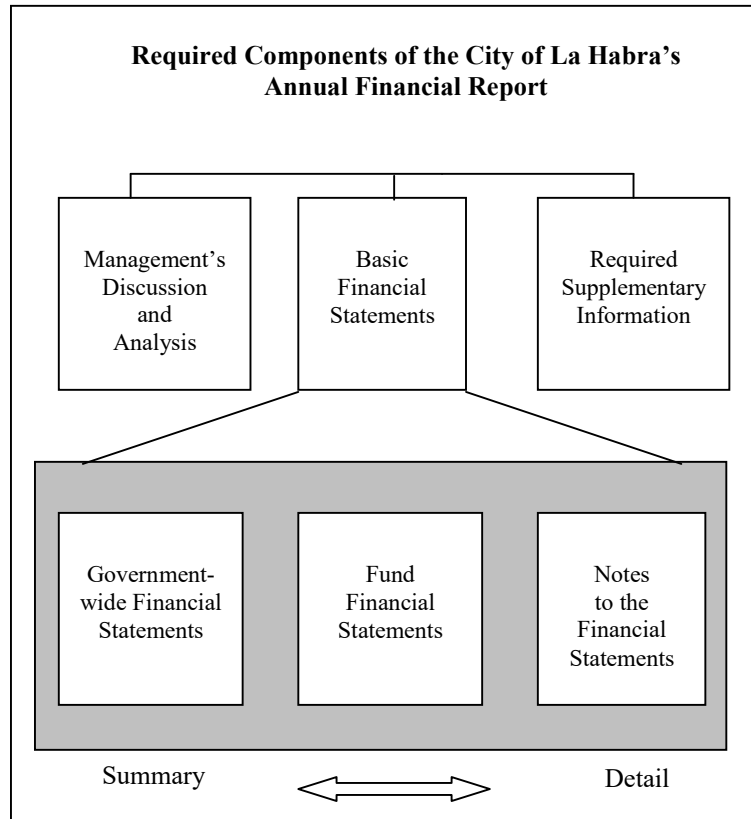 Required Components of the City of La Habra’s
Annual Financial Report
Management’s
Discussion
and
Analysis
Basic
Financial
Statements
Required
Supplementary
Information
Government-
wide Financial
Statements
Fund
Financial
Statements
Notes
to the
Financial
Statements
Summary
Detail